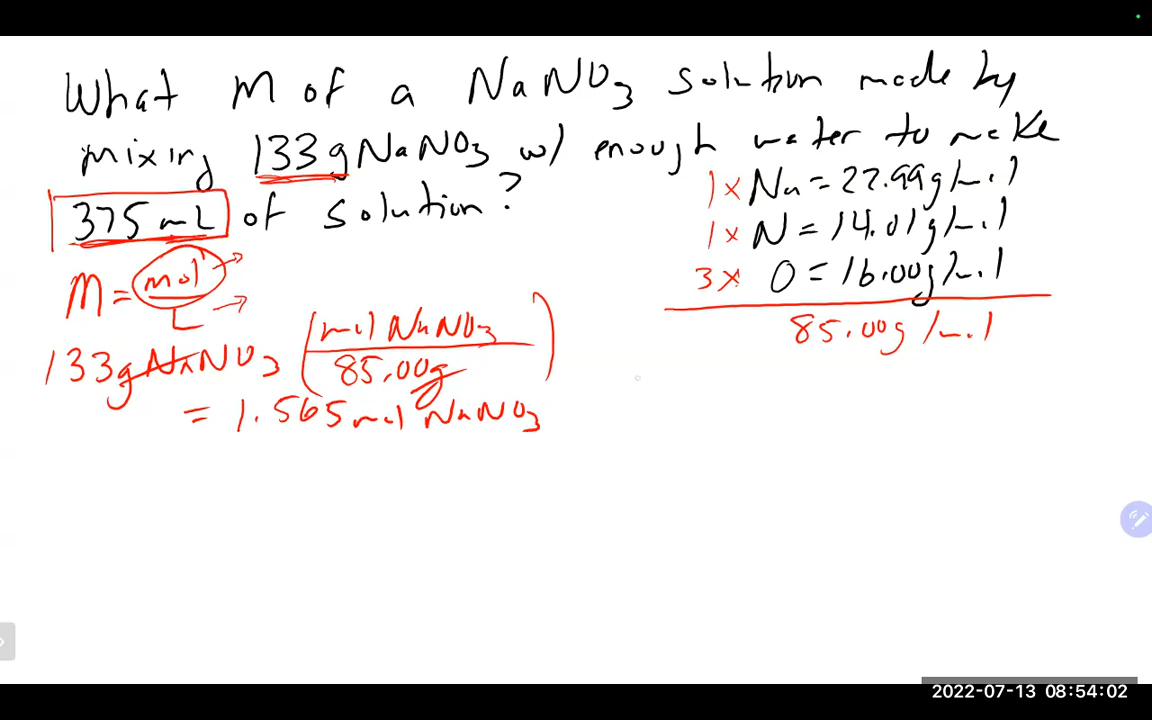 What M of a NaNO3 solution made by
mixing 133g NaNO3 w/ enough water to make
375 mL of solution?
1 x Na = 22.99g/mol
1 x N = 14.01g/mol
3 x O = 16.00g/mol
85.00g/mol
M = mol
L
133g NaNO3 ( mol NaNO3
85.00g )
= 1.565 mol NaNO3
2022-07-13 08:54:02